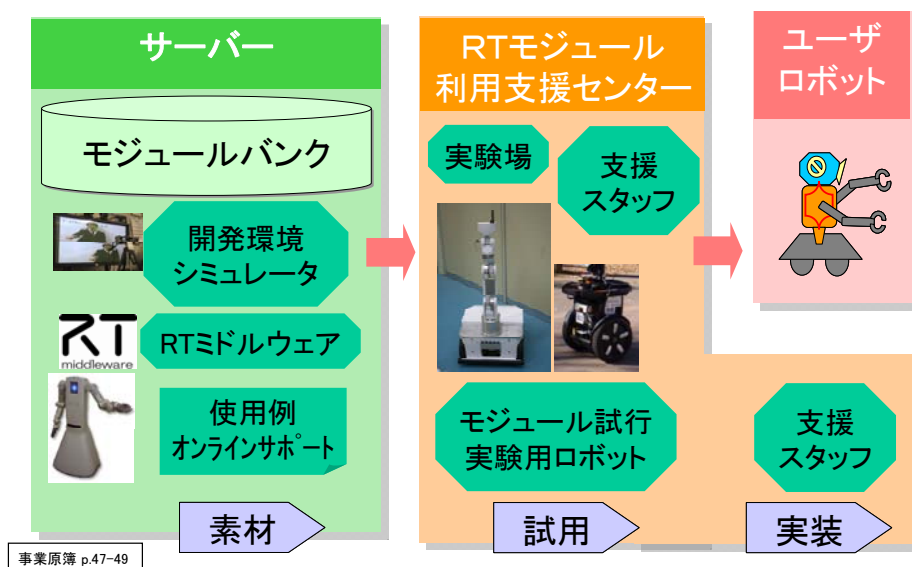 サーバー
モジュールバンク
開発環境
シミュレータ
RT
middleware
RTミドルウェア
使用例
オンラインサポート
素材
RTモジュール
利用支援センター
実験場
支援
スタッフ
モジュール試行
実験用ロボット
試用
ユーザ
ロボット
支援
スタッフ
実装
事業原簿 p.47-49